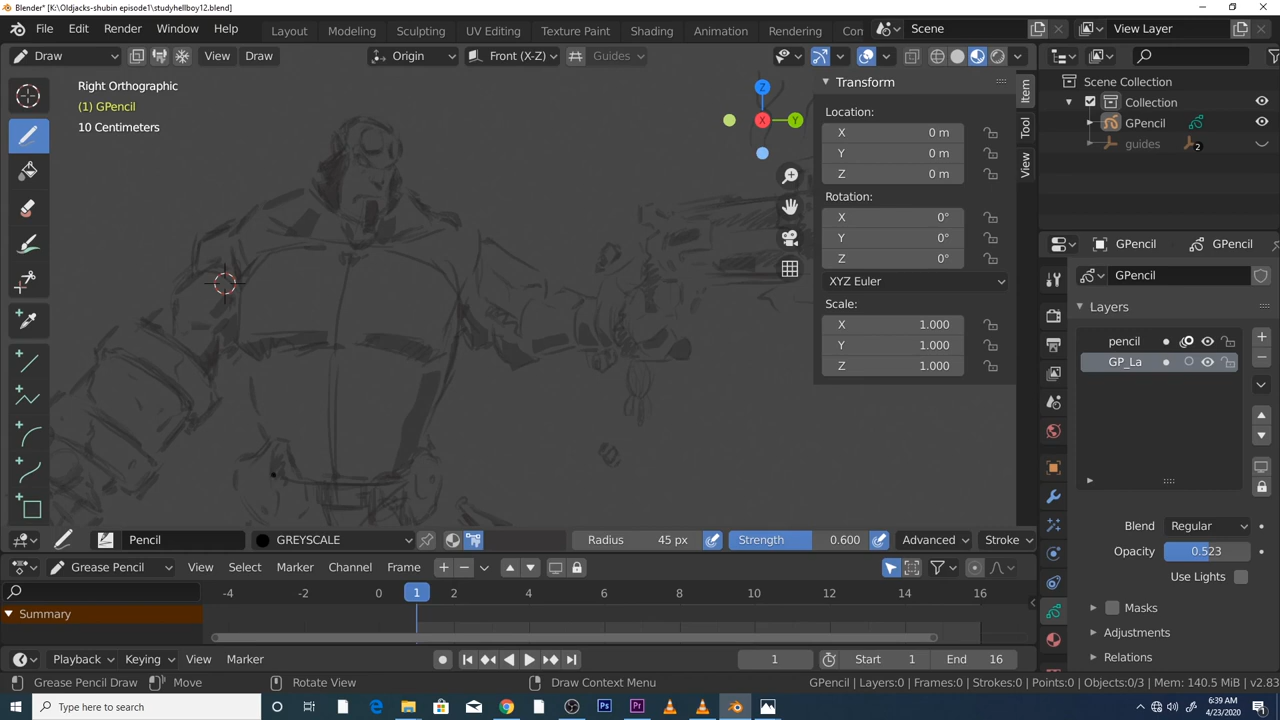 Blender* [K:\Oldjacks-shubin episode1\studyhellboy12.blend]
File Edit Render Window Help
Layout Modeling Sculpting UV Editing Texture Paint Shading Animation Rendering Con
Scene
View Layer
Draw View Draw Origin Front (X-Z) Guides
Right Orthographic
(1) GPencil
10 Centimeters
Z
X
Y
Transform
Location:
X 0 m
Y 0 m
Z 0 m
Rotation:
X 0°
Y 0°
Z 0°
XYZ Euler
Scale:
X 1.000
Y 1.000
Z 1.000
Item
Tool
View
Scene Collection
Collection
GPencil
guides 2
GPencil GPencil
GPencil
Layers
pencil
GP_La
Blend Regular
Opacity 0.523
Use Lights
Masks
Adjustments
Relations
Pencil GREYSCALE Radius 45 px Strength 0.600 Advanced Stroke
Grease Pencil View Select Marker Channel Frame
-4 -2 0 1 2 4 6 8 10 12 14 16
Summary
Playback Keying View Marker 1 Start 1 End 16
Grease Pencil Draw Move Rotate View Draw Context Menu GPencil | Layers:0 | Frames:0 | Strokes:0 | Points:0 | Objects:0/3 | Mem: 140.5 MiB | v2.83
Type here to search
6:39 AM
4/23/2020